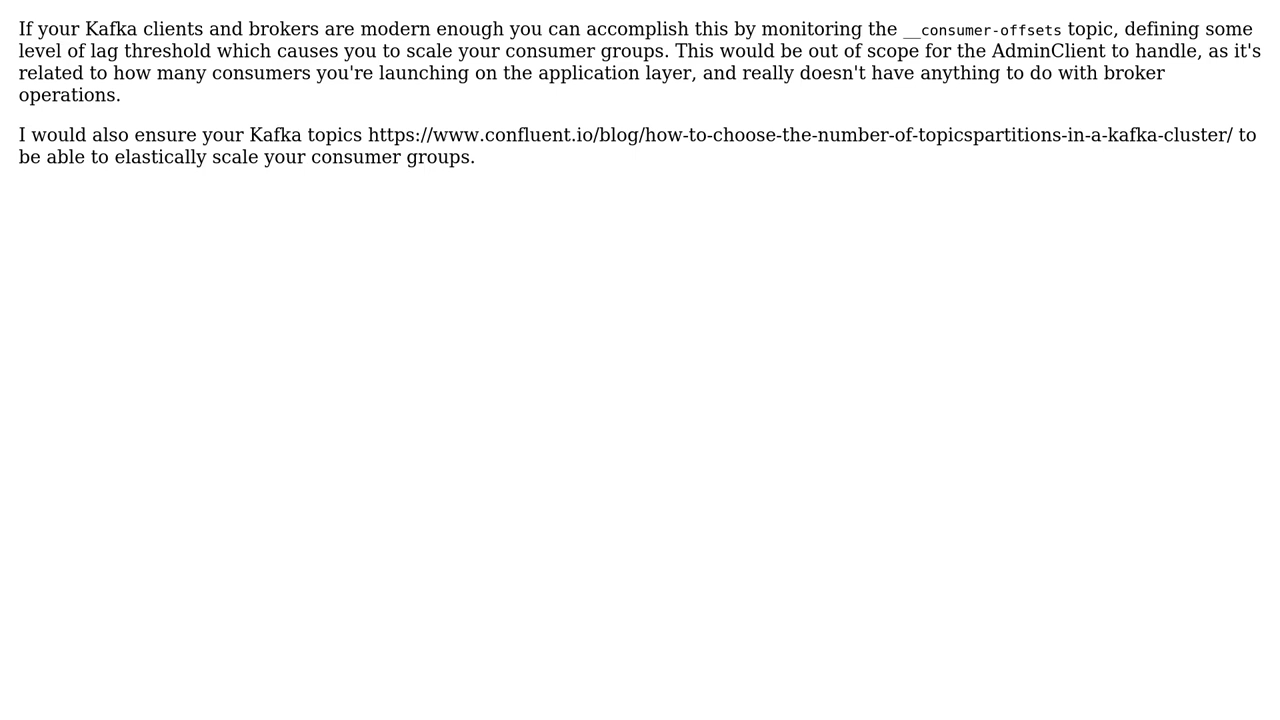 If your Kafka clients and brokers are modern enough you can accomplish this by monitoring the __consumer-offsets topic, defining some
level of lag threshold which causes you to scale your consumer groups. This would be out of scope for the AdminClient to handle, as it's
related to how many consumers you're launching on the application layer, and really doesn't have anything to do with broker
operations.
I would also ensure your Kafka topics https://www.confluent.io/blog/how-to-choose-the-number-of-topicspartitions-in-a-kafka-cluster/ to
be able to elastically scale your consumer groups.